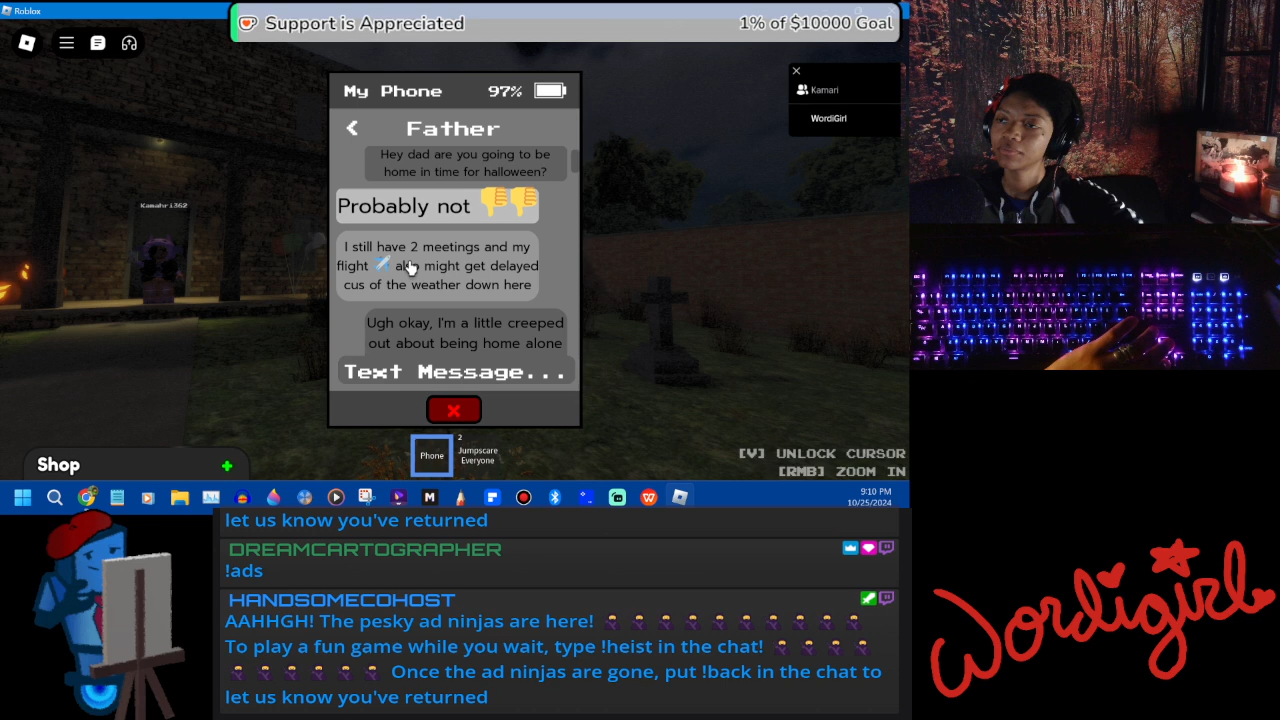 Roblox
Support is Appreciated
1% of $10000 Goal
My Phone 97%
Father
Hey dad are you going to be
home in time for halloween?
Probably not 👎👎
I still have 2 meetings and my
flight ✈️ also might get delayed
cus of the weather down here
Ugh okay, I'm a little creeped
out about being home alone
Text Message...
X
Kamari
WordiGirl
Kamahri362
Phone
2
Jumpscare
Everyone
[V] UNLOCK CURSOR
[RMB] ZOOM IN
Shop
+
9:10 PM
10/25/2024
let us know you've returned
DREAMCARTOGRAPHER
!ads
HANDSOMECOHOST
AAHHGH! The pesky ad ninjas are here!
To play a fun game while you wait, type !heist in the chat!
Once the ad ninjas are gone, put !back in the chat to
let us know you've returned
Wordigirl